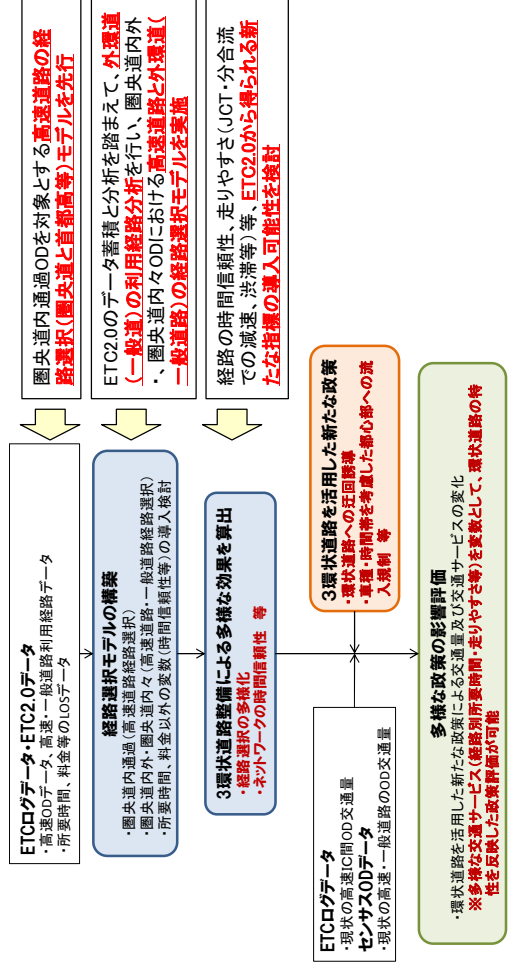 ETCログデータ・ETC2.0データ
・高速ODデータ、高速・一般道路利用経路データ
・所要時間、料金等のLOSデータ
圏央道内通過ODを対象とする高速道路の経
路選択(圏央道と首都高等)モデルを先行
経路選択モデルの構築
・圏央道内通過(高速道路経路選択)
・圏央道内外・圏央道内々(高速道路・一般道路経路選択)
・所要時間、料金以外の変数(時間信頼性等)の導入検討
ETC2.0のデータ蓄積と分析を踏まえて、外環道
(一般道)の利用経路分析を行い、圏央道内外
・、圏央道内々ODにおける高速道路と外環道(
一般道路)の経路選択モデルを実施
3環状道路整備による多様な効果を算出
・経路選択の多様化
・ネットワークの時間信頼性 等
経路の時間信頼性、走りやすさ(JCT・分合流
での減速、渋滞等)等、ETC2.0から得られる新
たな指標の導入可能性を検討
ETCログデータ
・現状の高速IC間OD交通量
センサスODデータ
・現状の高速・一般道路のOD交通量
3環状道路を活用した新たな政策
・環状道路への迂回誘導
・車種・時間帯を考慮した都心部への流
入規制 等
多様な政策の影響評価
・環状道路を活用した新たな政策による交通量及び交通サービスの変化
※多様な交通サービス(経路別所要時間・走りやすさ等)を変数として、環状道路の特
性を反映した政策評価が可能